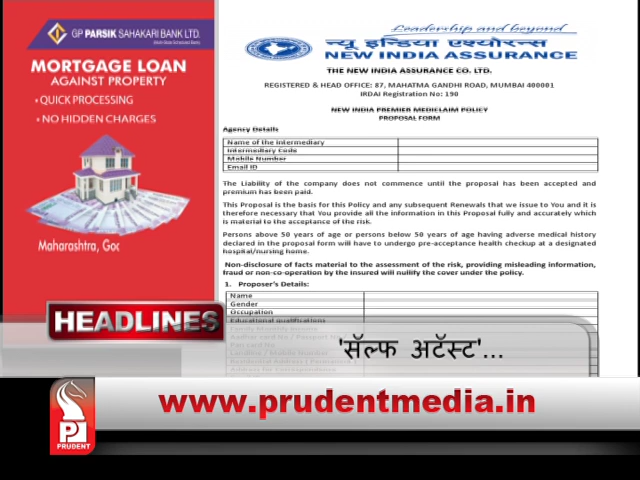 GP PARSIK SAHAKARI BANK LTD.
MORTGAGE LOAN
AGAINST PROPERTY
• QUICK PROCESSING
• NO HIDDEN CHARGES
Maharashtra, Goc
Leadership and beyond
न्यू इन्डिया एश्योरन्स
NEW INDIA ASSURANCE
THE NEW INDIA ASSURANCE CO. LTD.
REGISTERED & HEAD OFFICE: 87, MAHATMA GANDHI ROAD, MUMBAI 400001
IRDAI Registration No: 190
NEW INDIA PREMIER MEDICLAIM POLICY
PROPOSAL FORM
Agency Details
Name of the Intermediary
Intermediary Code
Mobile Number
Email ID
The Liability of the company does not commence until the proposal has been accepted and
premium has been paid.
This Proposal is the basis for this Policy and any subsequent Renewals that we issue to You and it is
therefore necessary that You provide all the information in this Proposal fully and accurately which
is material to the acceptance of the risk.
Persons above 50 years of age or persons below 50 years of age having adverse medical history
declared in the proposal form will have to undergo pre-acceptance health checkup at a designated
hospital/nursing home.
Non-disclosure of facts material to the assessment of the risk, providing misleading information,
fraud or non-co-operation by the insured will nullify the cover under the policy.
1. Proposer's Details:
Name
Gender
Occupation
Educational qualifications
HEADLINES
'सॅल्फ अटॅस्ट'...
PRUDENT
www.prudentmedia.in